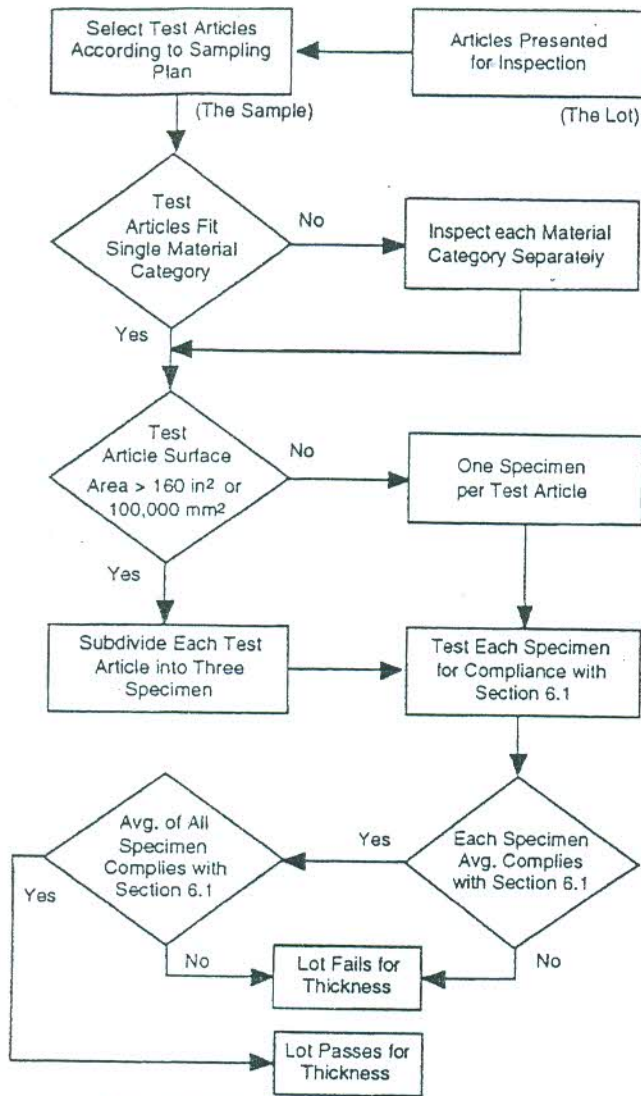 Select Test Articles
According to Sampling
Plan
Articles Presented
for Inspection
(The Sample)
(The Lot)
Test
Articles Fit
Single Material
Category
No
Inspect each Material
Category Separately
Yes
Test
Article Surface
Area > 160 in² or
100,000 mm²
No
One Specimen
per Test Article
Yes
Subdivide Each Test
Article into Three
Specimen
Test Each Specimen
for Compliance with
Section 6.1
Avg. of All
Specimen
Complies with
Section 6.1
Yes
Each Specimen
Avg. Complies
with Section 6.1
Yes
No
Lot Fails for
Thickness
No
Lot Passes for
Thickness